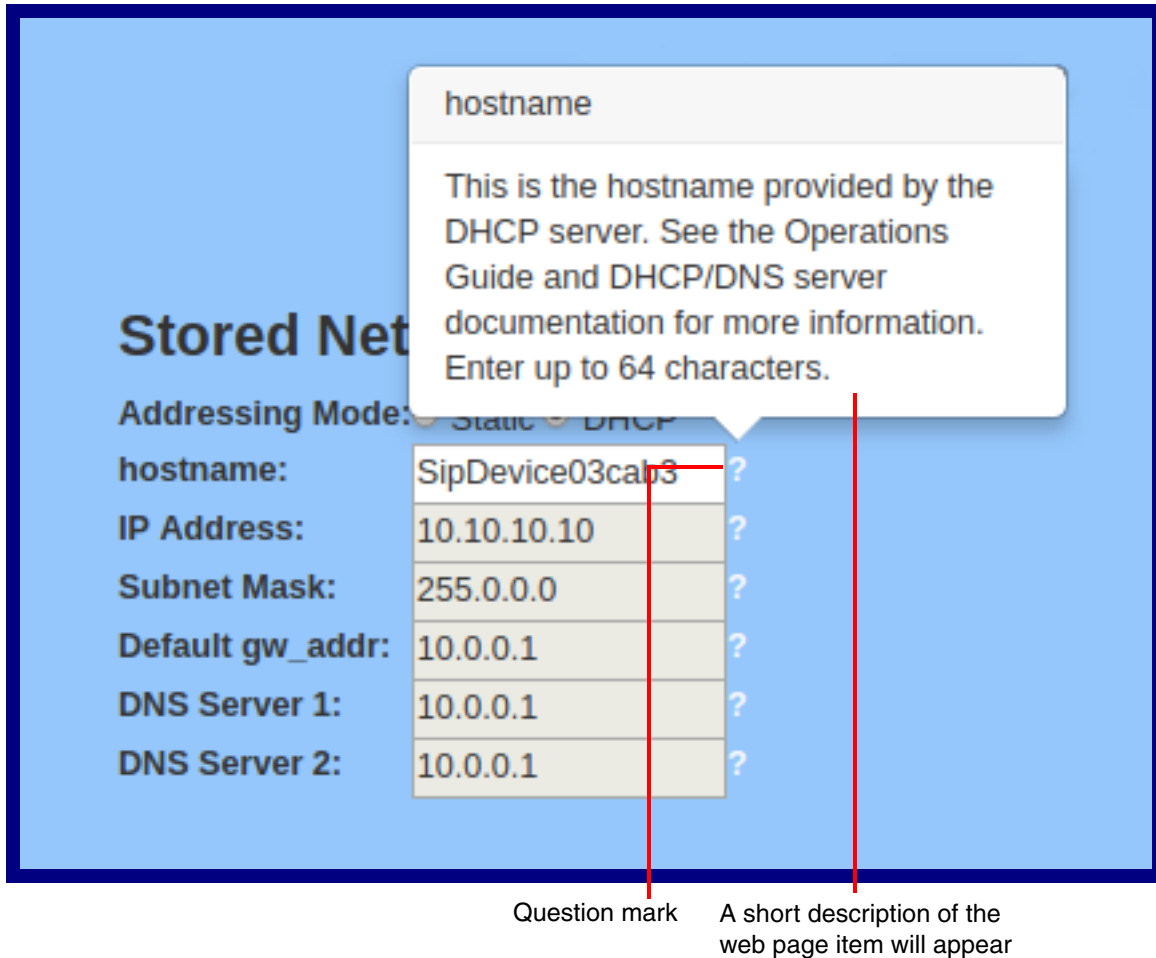 hostname
This is the hostname provided by the
DHCP server. See the Operations
Guide and DHCP/DNS server
documentation for more information.
Enter up to 64 characters.
Stored Net
Addressing Mode: Static DHCP
hostname: SipDevice03cab3 ?
IP Address: 10.10.10.10 ?
Subnet Mask: 255.0.0.0 ?
Default gw_addr: 10.0.0.1 ?
DNS Server 1: 10.0.0.1 ?
DNS Server 2: 10.0.0.1 ?
Question mark
A short description of the
web page item will appear